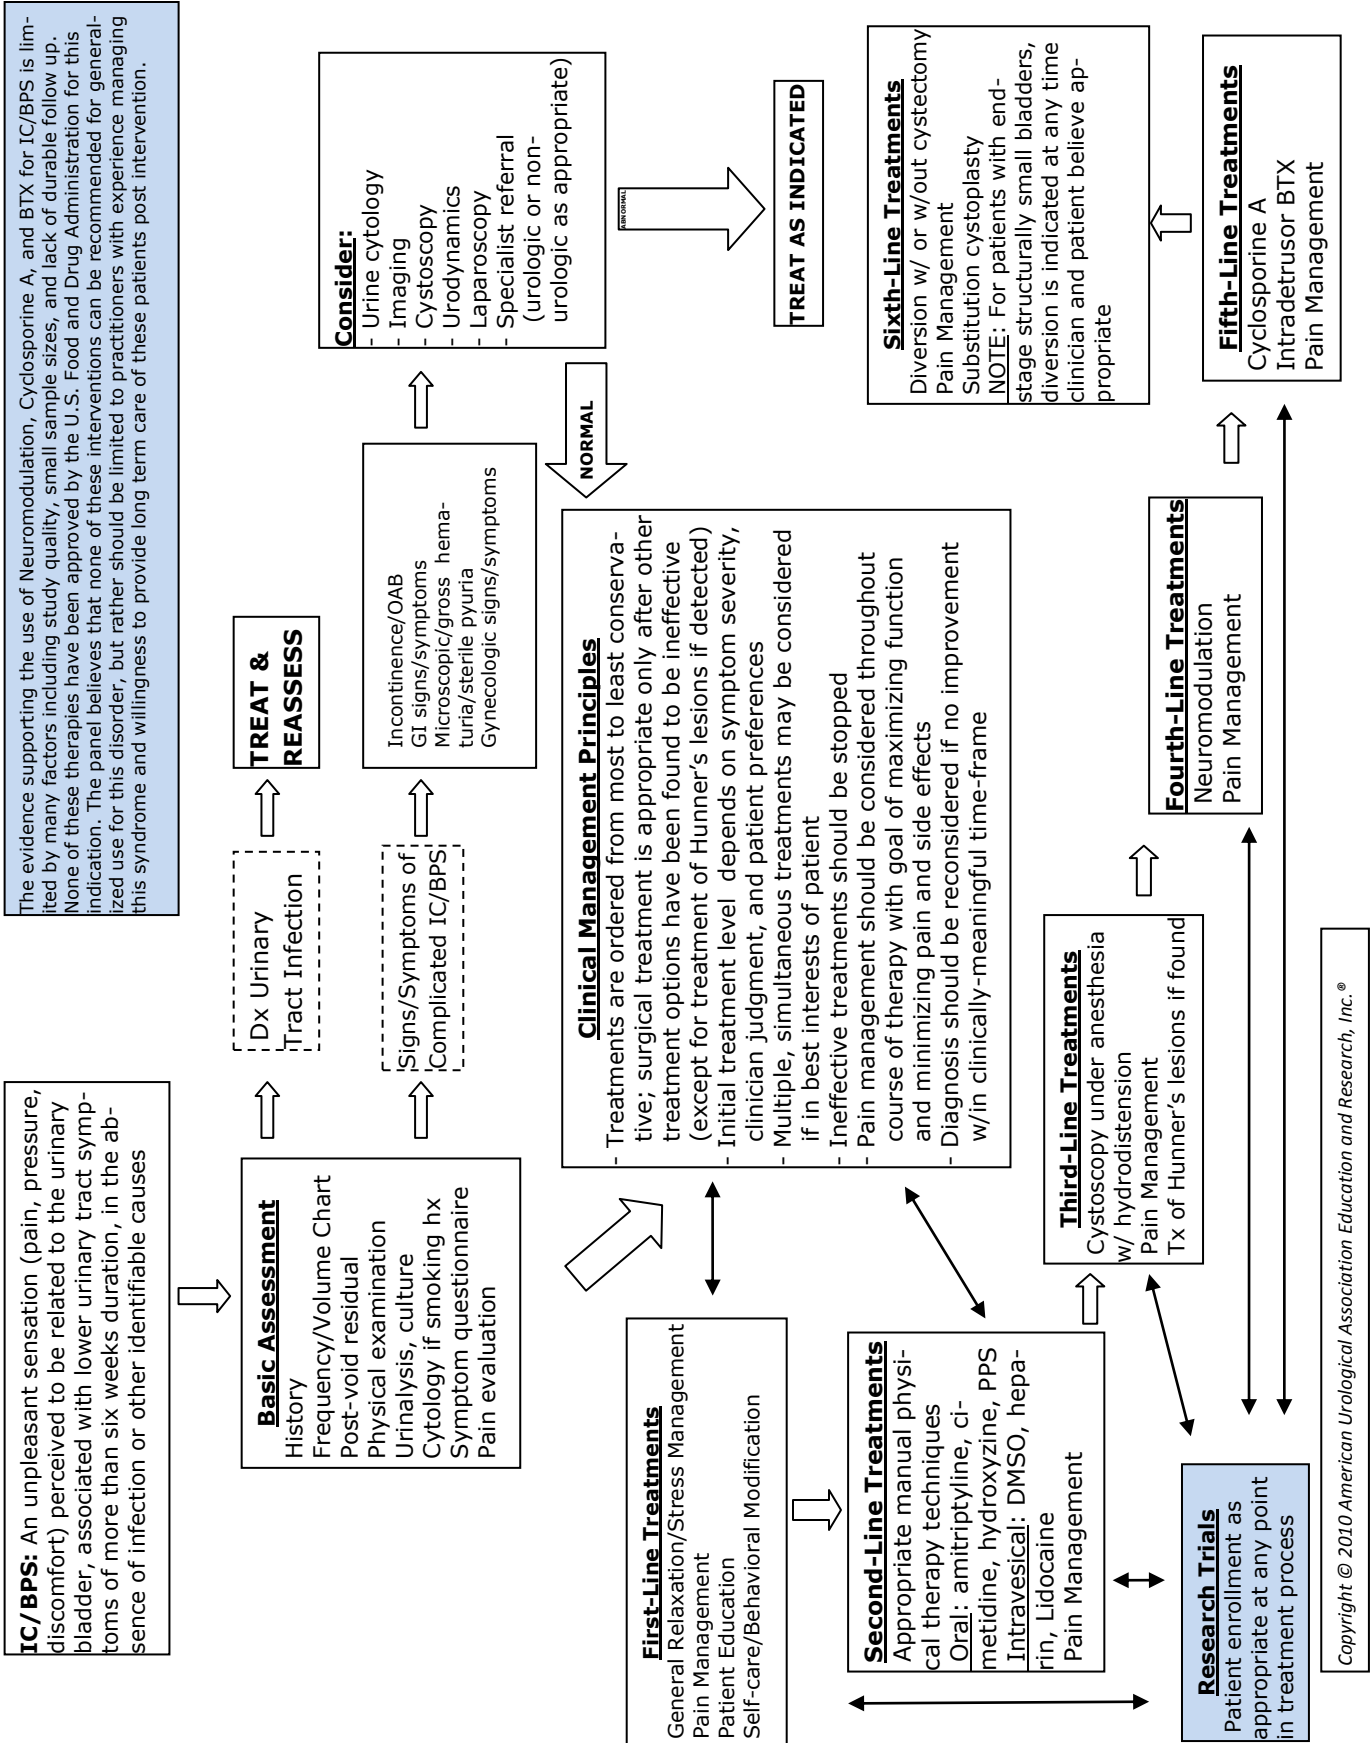 IC/BPS: An unpleasant sensation (pain, pressure,
discomfort) perceived to be related to the urinary
bladder, associated with lower urinary tract symp-
toms of more than six weeks duration, in the ab-
sence of infection or other identifiable causes
The evidence supporting the use of Neuromodulation, Cyclosporine A, and BTX for IC/BPS is lim-
ited by many factors including study quality, small sample sizes, and lack of durable follow up.
None of these therapies have been approved by the U.S. Food and Drug Administration for this
indication. The panel believes that none of these interventions can be recommended for general-
ized use for this disorder, but rather should be limited to practitioners with experience managing
this syndrome and willingness to provide long term care of these patients post intervention.
Basic Assessment
History
Frequency/Volume Chart
Post-void residual
Physical examination
Urinalysis, culture
Cytology if smoking hx
Symptom questionnaire
Pain evaluation
Dx Urinary
Tract Infection
TREAT &
REASSESS
Signs/Symptoms of
Complicated IC/BPS
Incontinence/OAB
GI signs/symptoms
Microscopic/gross hema-
turia/sterile pyuria
Gynecologic signs/symptoms
Consider:
- Urine cytology
- Imaging
- Cystoscopy
- Urodynamics
- Laparoscopy
- Specialist referral
(urologic or non-
urologic as appropriate)
NORMAL
ABNORMAL
TREAT AS INDICATED
Clinical Management Principles
- Treatments are ordered from most to least conserva-
tive; surgical treatment is appropriate only after other
treatment options have been found to be ineffective
(except for treatment of Hunner's lesions if detected)
- Initial treatment level depends on symptom severity,
clinician judgment, and patient preferences
- Multiple, simultaneous treatments may be considered
if in best interests of patient
- Ineffective treatments should be stopped
- Pain management should be considered throughout
course of therapy with goal of maximizing function
and minimizing pain and side effects
- Diagnosis should be reconsidered if no improvement
w/in clinically-meaningful time-frame
First-Line Treatments
General Relaxation/Stress Management
Pain Management
Patient Education
Self-care/Behavioral Modification
Second-Line Treatments
Appropriate manual physi-
cal therapy techniques
Oral: amitriptyline, ci-
metidine, hydroxyzine, PPS
Intravesical: DMSO, hepa-
rin, Lidocaine
Pain Management
Third-Line Treatments
Cystoscopy under anesthesia
w/ hydrodistension
Pain Management
Tx of Hunner's lesions if found
Fourth-Line Treatments
Neuromodulation
Pain Management
Fifth-Line Treatments
Cyclosporine A
Intradetrusor BTX
Pain Management
Sixth-Line Treatments
Diversion w/ or w/out cystectomy
Pain Management
Substitution cystoplasty
NOTE: For patients with end-
stage structurally small bladders,
diversion is indicated at any time
clinician and patient believe ap-
propriate
Research Trials
Patient enrollment as
appropriate at any point
in treatment process
Copyright © 2010 American Urological Association Education and Research, Inc.®